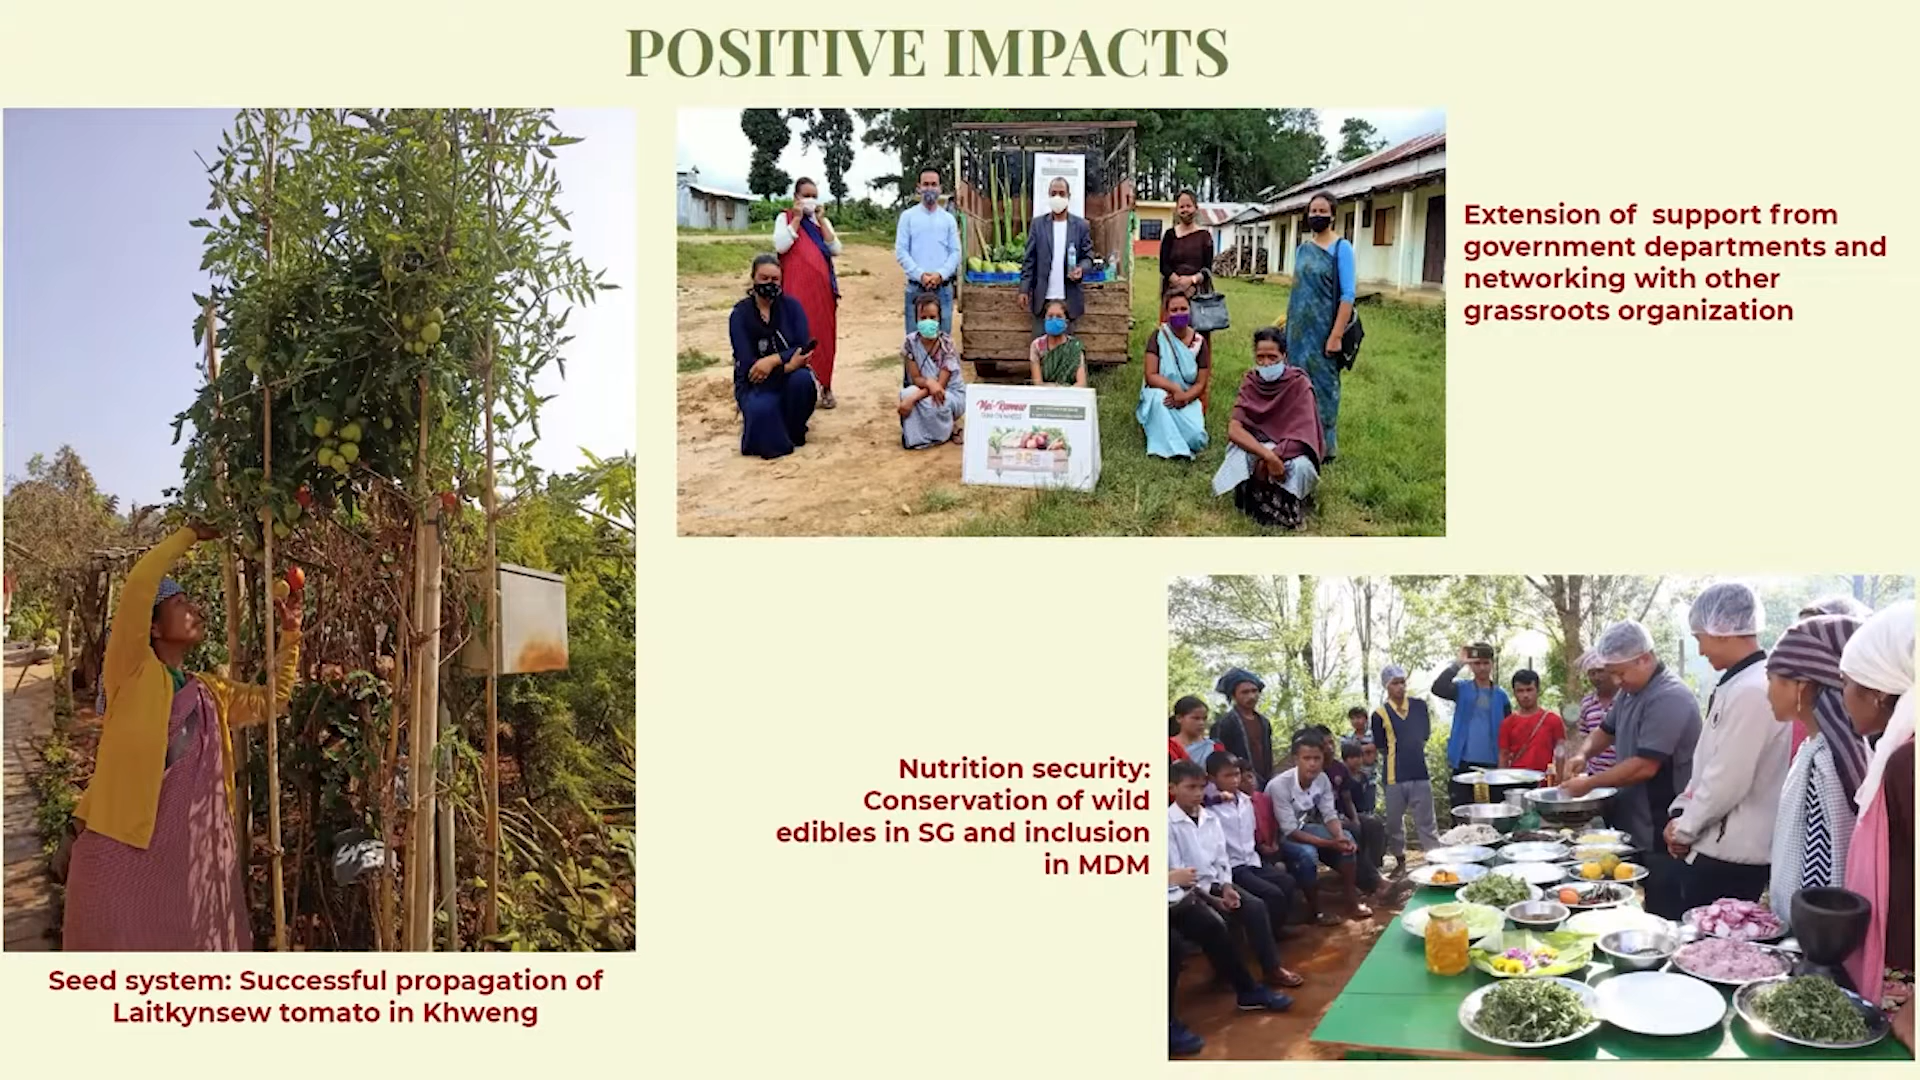 POSITIVE IMPACTS
Extension of support from
government departments and
networking with other
grassroots organization
Nutrition security:
Conservation of wild
edibles in SG and inclusion
in MDM
Seed system: Successful propagation of
Laitkynsew tomato in Khweng